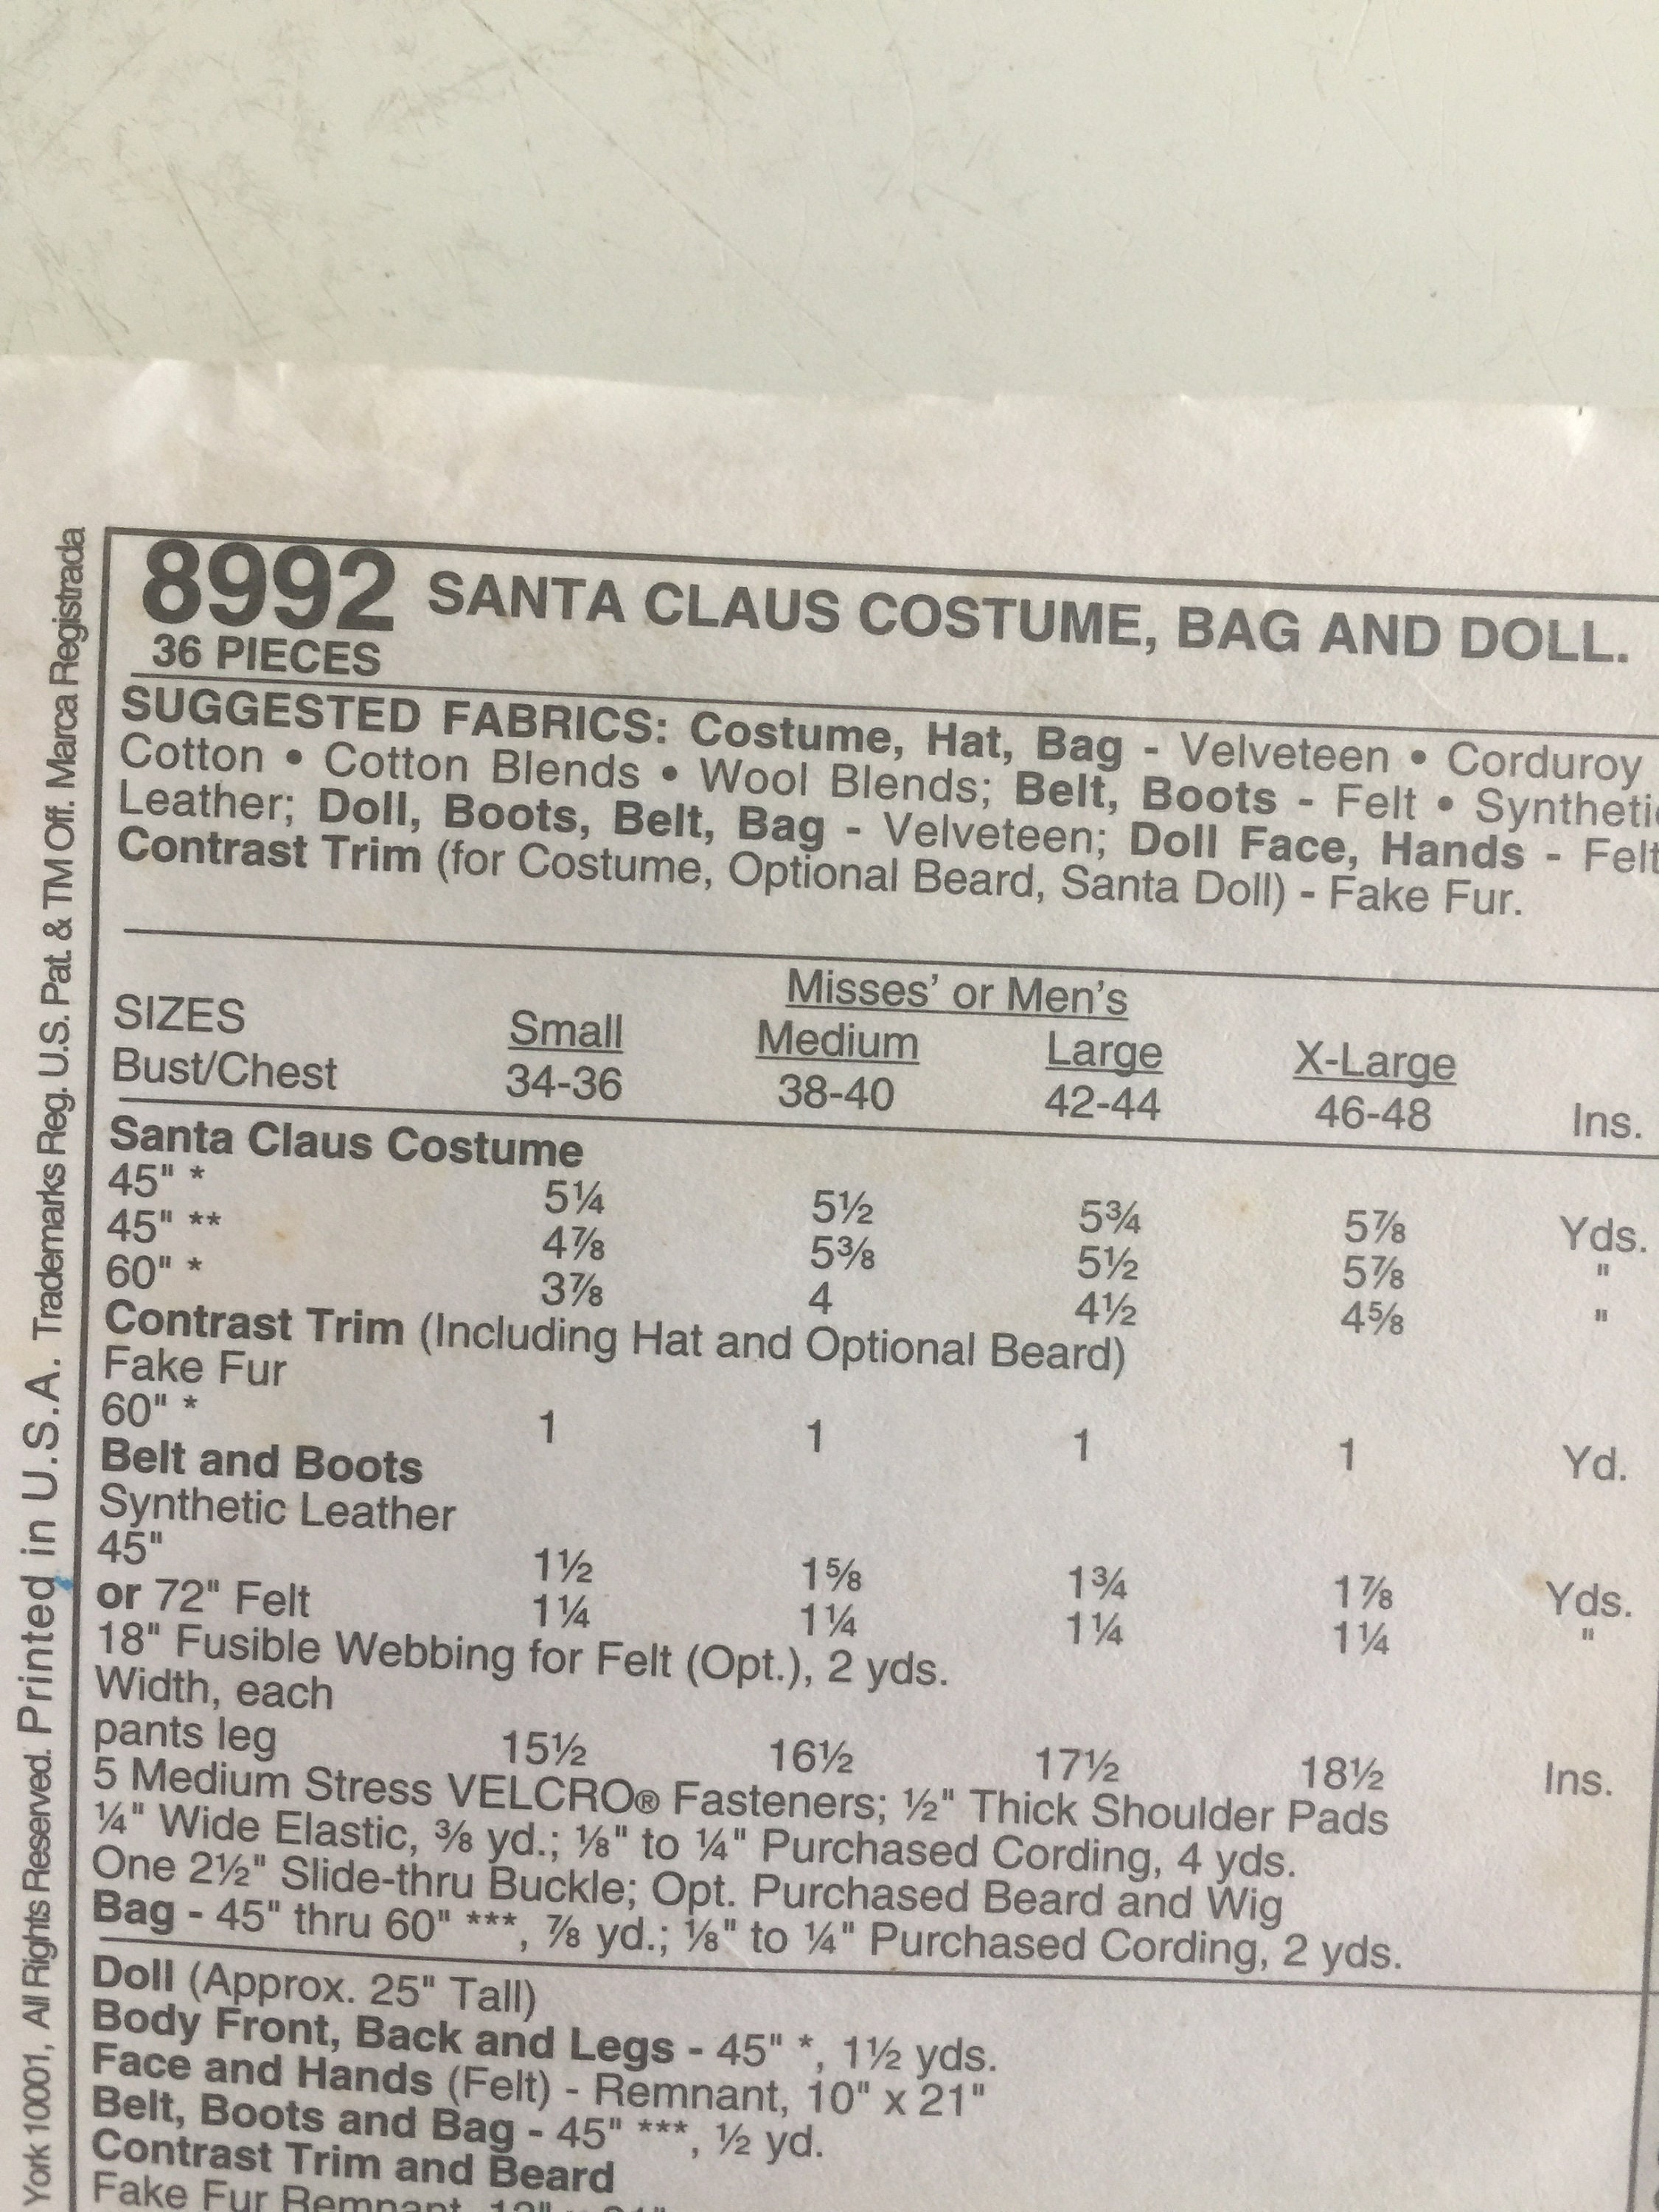 8992 SANTA CLAUS COSTUME, BAG AND DOLL.
36 PIECES
SUGGESTED FABRICS: Costume, Hat, Bag - Velveteen • Corduroy
Cotton • Cotton Blends • Wool Blends; Belt, Boots - Felt • Syntheti
Leather; Doll, Boots, Belt, Bag - Velveteen; Doll Face, Hands - Felt
Contrast Trim (for Costume, Optional Beard, Santa Doll) - Fake Fur.
Misses' or Men's
SIZES Small Medium Large X-Large
Bust/Chest 34-36 38-40 42-44 46-48 Ins.
Santa Claus Costume
45" * 5¼ 5½ 5¾ 5⅞ Yds.
45" ** 4⅞ 5⅜ 5½ 5⅞ "
60" * 3⅞ 4 4½ 4⅝ "
Contrast Trim (Including Hat and Optional Beard)
Fake Fur
60" * 1 1 1 1 Yd.
Belt and Boots
Synthetic Leather
45" 1½ 1⅝ 1¾ 1⅞ Yds.
or 72" Felt 1¼ 1¼ 1¼ 1¼ "
18" Fusible Webbing for Felt (Opt.), 2 yds.
Width, each
pants leg 15½ 16½ 17½ 18½ Ins.
5 Medium Stress VELCRO® Fasteners; ½" Thick Shoulder Pads
¼" Wide Elastic, ⅜ yd.; ⅛" to ¼" Purchased Cording, 4 yds.
One 2½" Slide-thru Buckle; Opt. Purchased Beard and Wig
Bag - 45" thru 60" ***, ⅞ yd.; ⅛" to ¼" Purchased Cording, 2 yds.
Doll (Approx. 25" Tall)
Body Front, Back and Legs - 45" *, 1½ yds.
Face and Hands (Felt) - Remnant, 10" x 21"
Belt, Boots and Bag - 45" ***, ½ yd.
Contrast Trim and Beard
Fake Fur Remnant,
York 10001, All Rights Reserved. Printed in U.S.A. Trademarks Reg. U.S. Pat. & TM Off. Marca Registrada